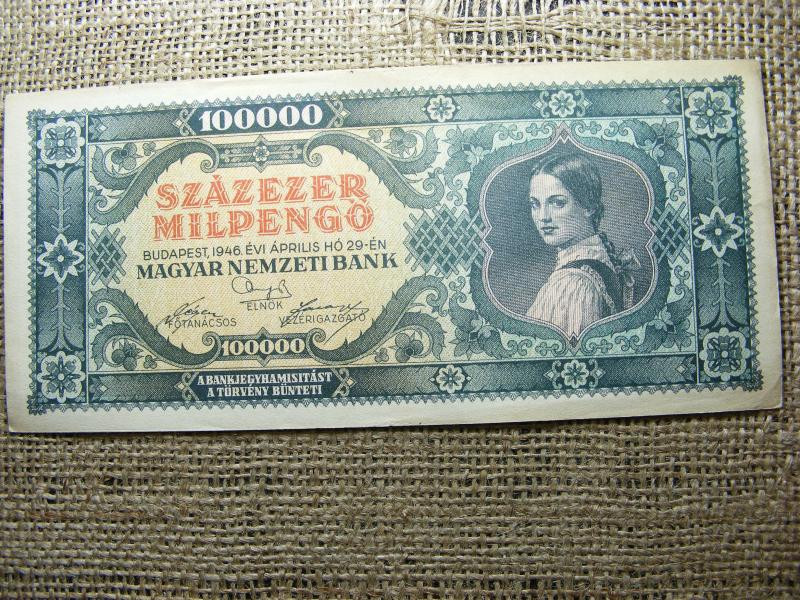 100000
SZÁZEZER
MILPENGŐ
BUDAPEST, 1946. ÉVI ÁPRILIS HÓ 29-ÉN
MAGYAR NEMZETI BANK
ELNÖK
FŐTANÁCSOS VEZÉRIGAZGATÓ
100000
A BANKJEGYHAMISITÁST
A TÖRVÉNY BÜNTETI